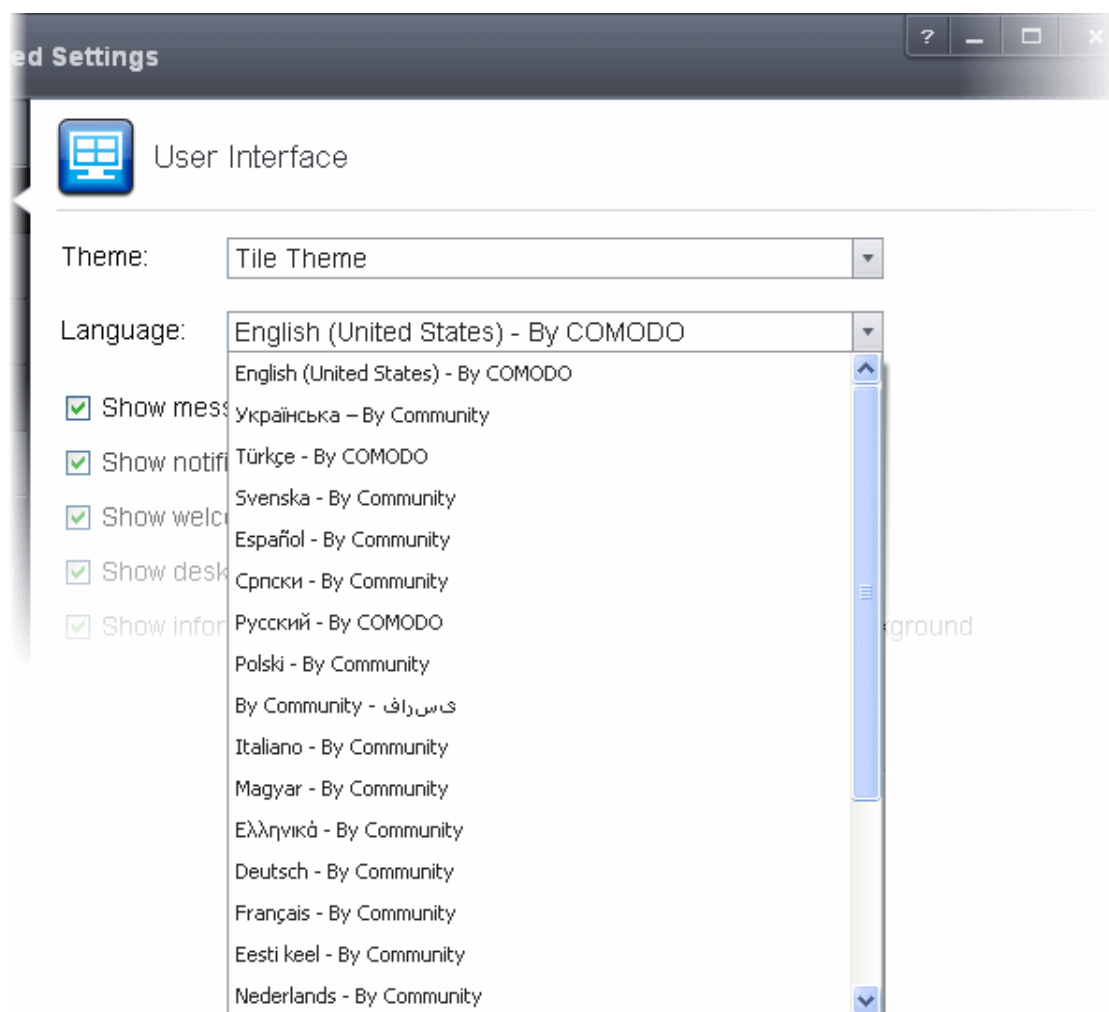 ed Settings
?
User Interface
Theme: Tile Theme
Language: English (United States) - By COMODO
English (United States) - By COMODO
Українська – By Community
Türkçe - By COMODO
Svenska - By Community
Español - By Community
Српски - By Community
Русский - By COMODO
Polski - By Community
By Community - ی‌س‌راف
Italiano - By Community
Magyar - By Community
Ελληνικά - By Community
Deutsch - By Community
Français - By Community
Eesti keel - By Community
Nederlands - By Community
Show mess
Show notifi
Show welc
Show desk
Show infor ground